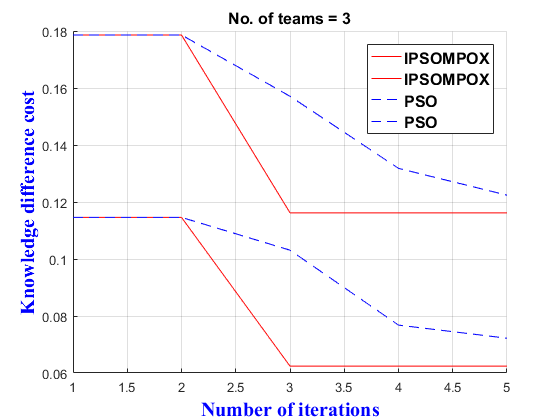 No. of teams = 3
0.18
0.16
0.14
0.12
0.1
0.08
0.06
Knowledge difference cost
IPSOMPOX
IPSOMPOX
PSO
PSO
1 1.5 2 2.5 3 3.5 4 4.5 5
Number of iterations